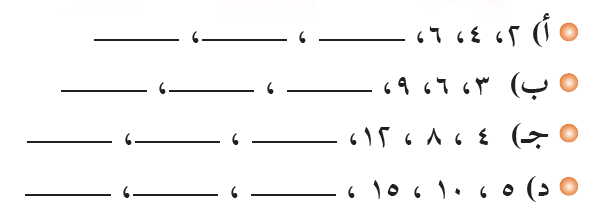 أ) ٢، ٤، ٦، ______ ، ______ ، ______
ب) ٣، ٦، ٩، ______ ، ______ ، ______
جـ) ٤ ، ٨ ، ١٢، ______ ، ______ ، ______
د) ٥ ، ١٠ ، ١٥ ، ______ ، ______ ، ______